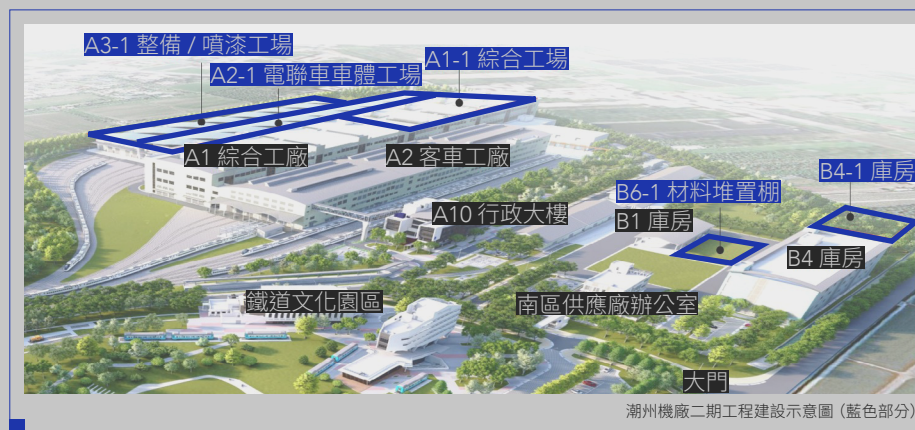 A3-1 整備 / 噴漆工場
A2-1 電聯車車體工場
A1-1 綜合工場
A1 綜合工廠
A2 客車工廠
B4-1 庫房
B6-1 材料堆置棚
A10 行政大樓
B1 庫房
B4 庫房
鐵道文化園區
南區供應廠辦公室
大門
潮州機廠二期工程建設示意圖 (藍色部分)